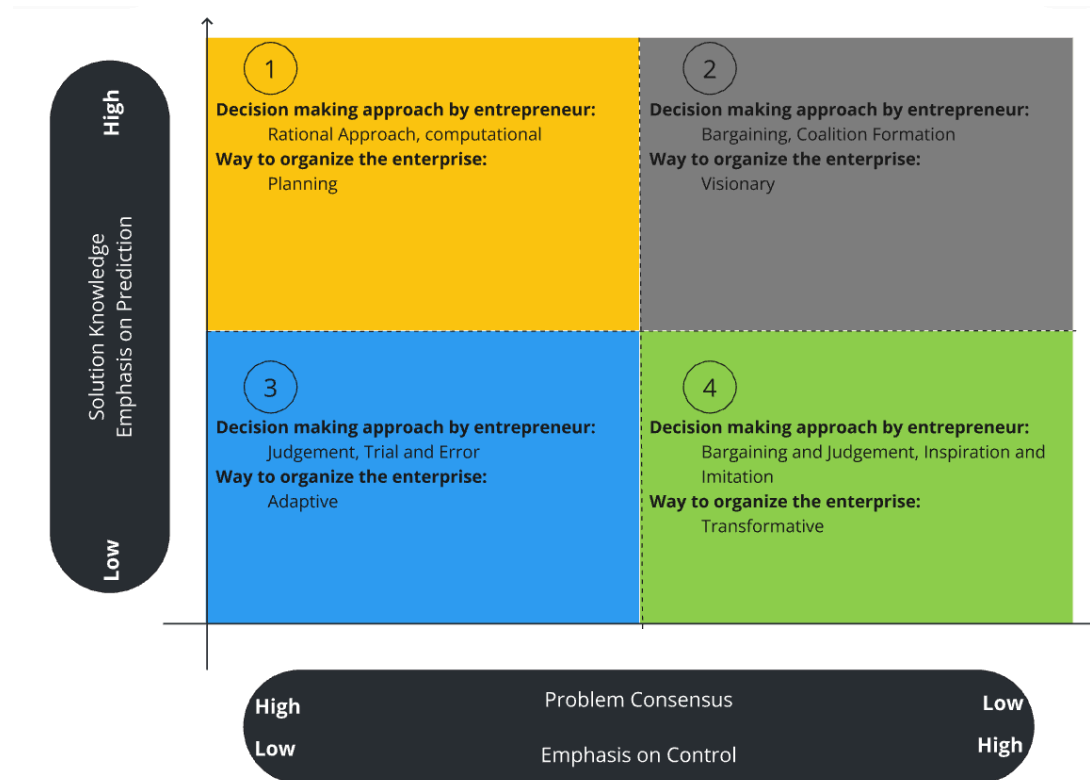 High
Solution Knowledge
Emphasis on Prediction
Low
1
Decision making approach by entrepreneur:
Rational Approach, computational
Way to organize the enterprise:
Planning
2
Decision making approach by entrepreneur:
Bargaining, Coalition Formation
Way to organize the enterprise:
Visionary
3
Decision making approach by entrepreneur:
Judgement, Trial and Error
Way to organize the enterprise:
Adaptive
4
Decision making approach by entrepreneur:
Bargaining and Judgement, Inspiration and
Imitation
Way to organize the enterprise:
Transformative
High Problem Consensus Low
Low Emphasis on Control High